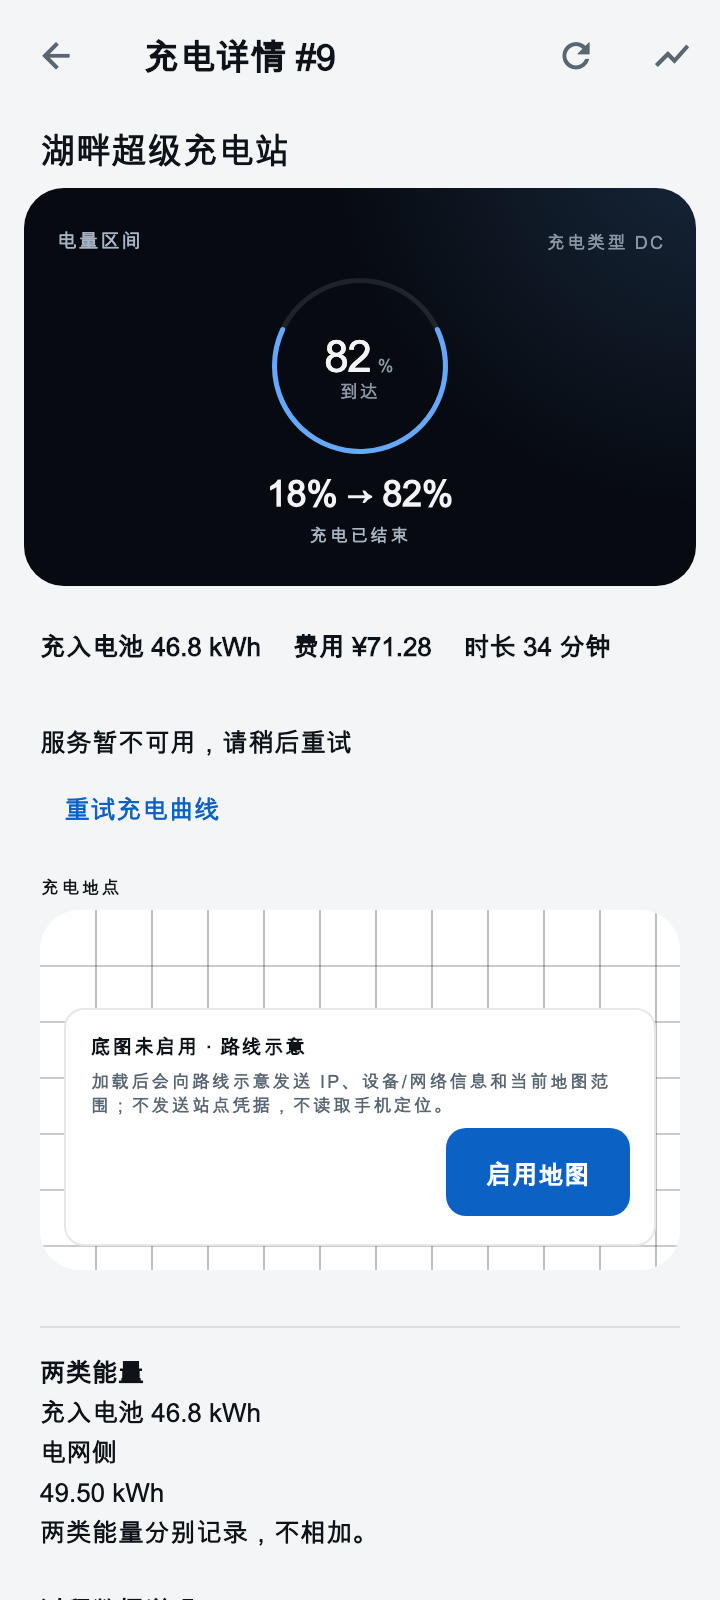 充电详情 #9
湖畔超级充电站
电量区间
充电类型 DC
82 %
到达
18% → 82%
充电已结束
充入电池 46.8 kWh 费用 ¥71.28 时长 34 分钟
服务暂不可用，请稍后重试
重试充电曲线
充电地点
底图未启用 · 路线示意
加载后会向路线示意发送 IP、设备/网络信息和当前地图范
围；不发送站点凭据，不读取手机定位。
启用地图
两类能量
充入电池 46.8 kWh
电网侧
49.50 kWh
两类能量分别记录，不相加。